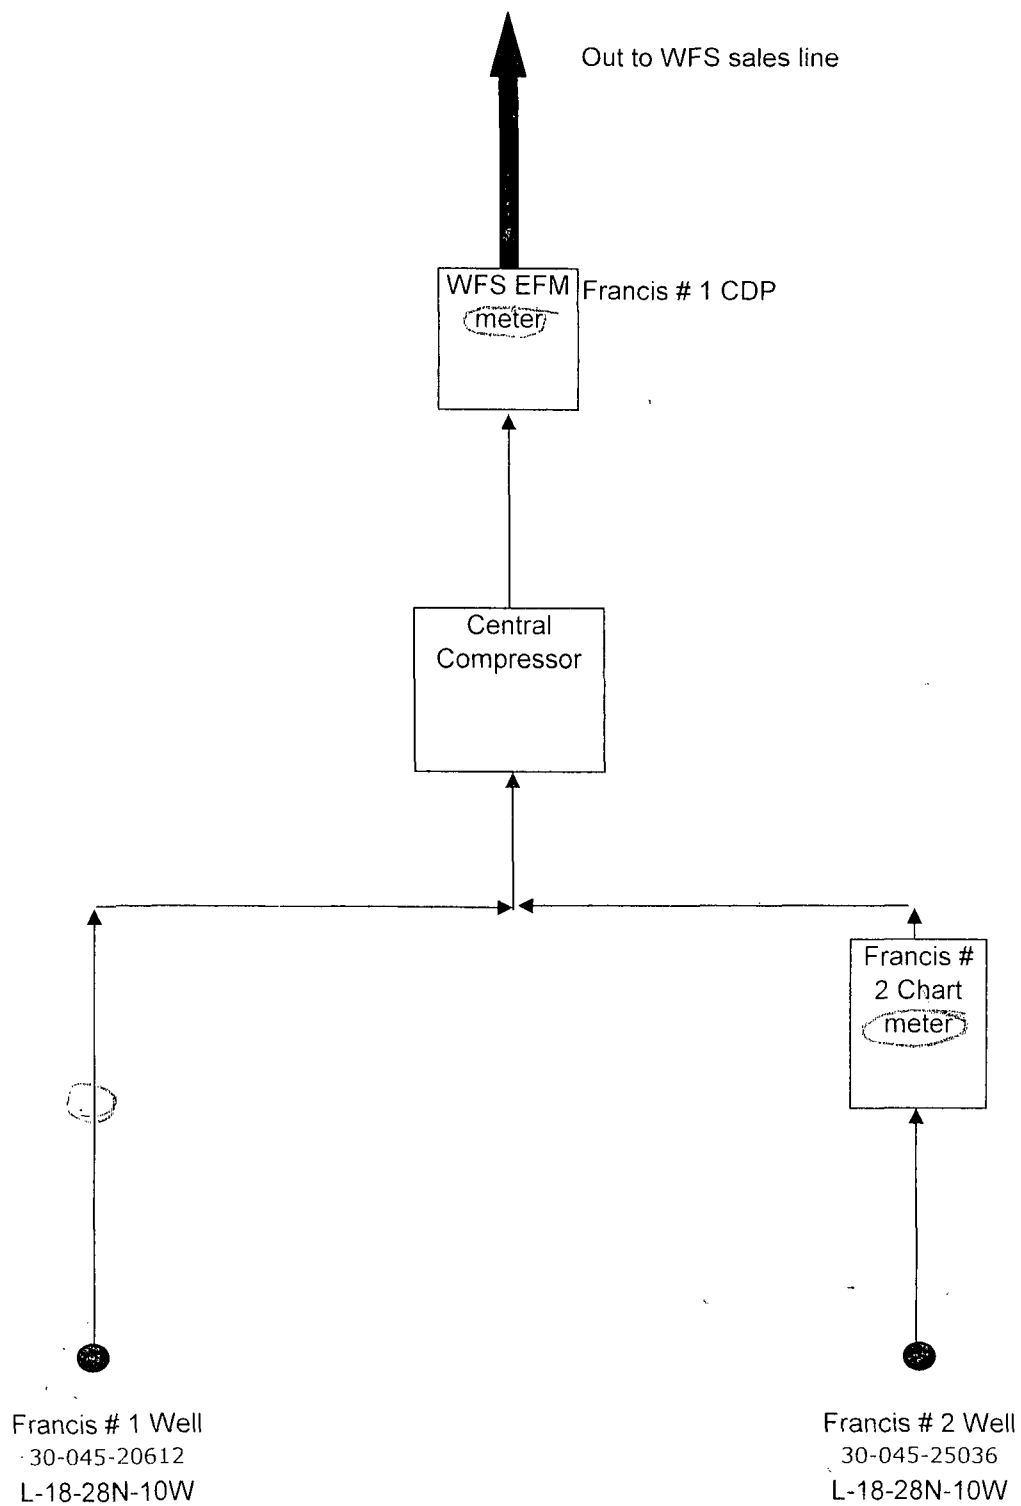 Out to WFS sales line
WFS EFM
meter
Francis # 1 CDP
Central
Compressor
Francis #
2 Chart
meter
Francis # 1 Well
30-045-20612
L-18-28N-10W
Francis # 2 Well
30-045-25036
L-18-28N-10W